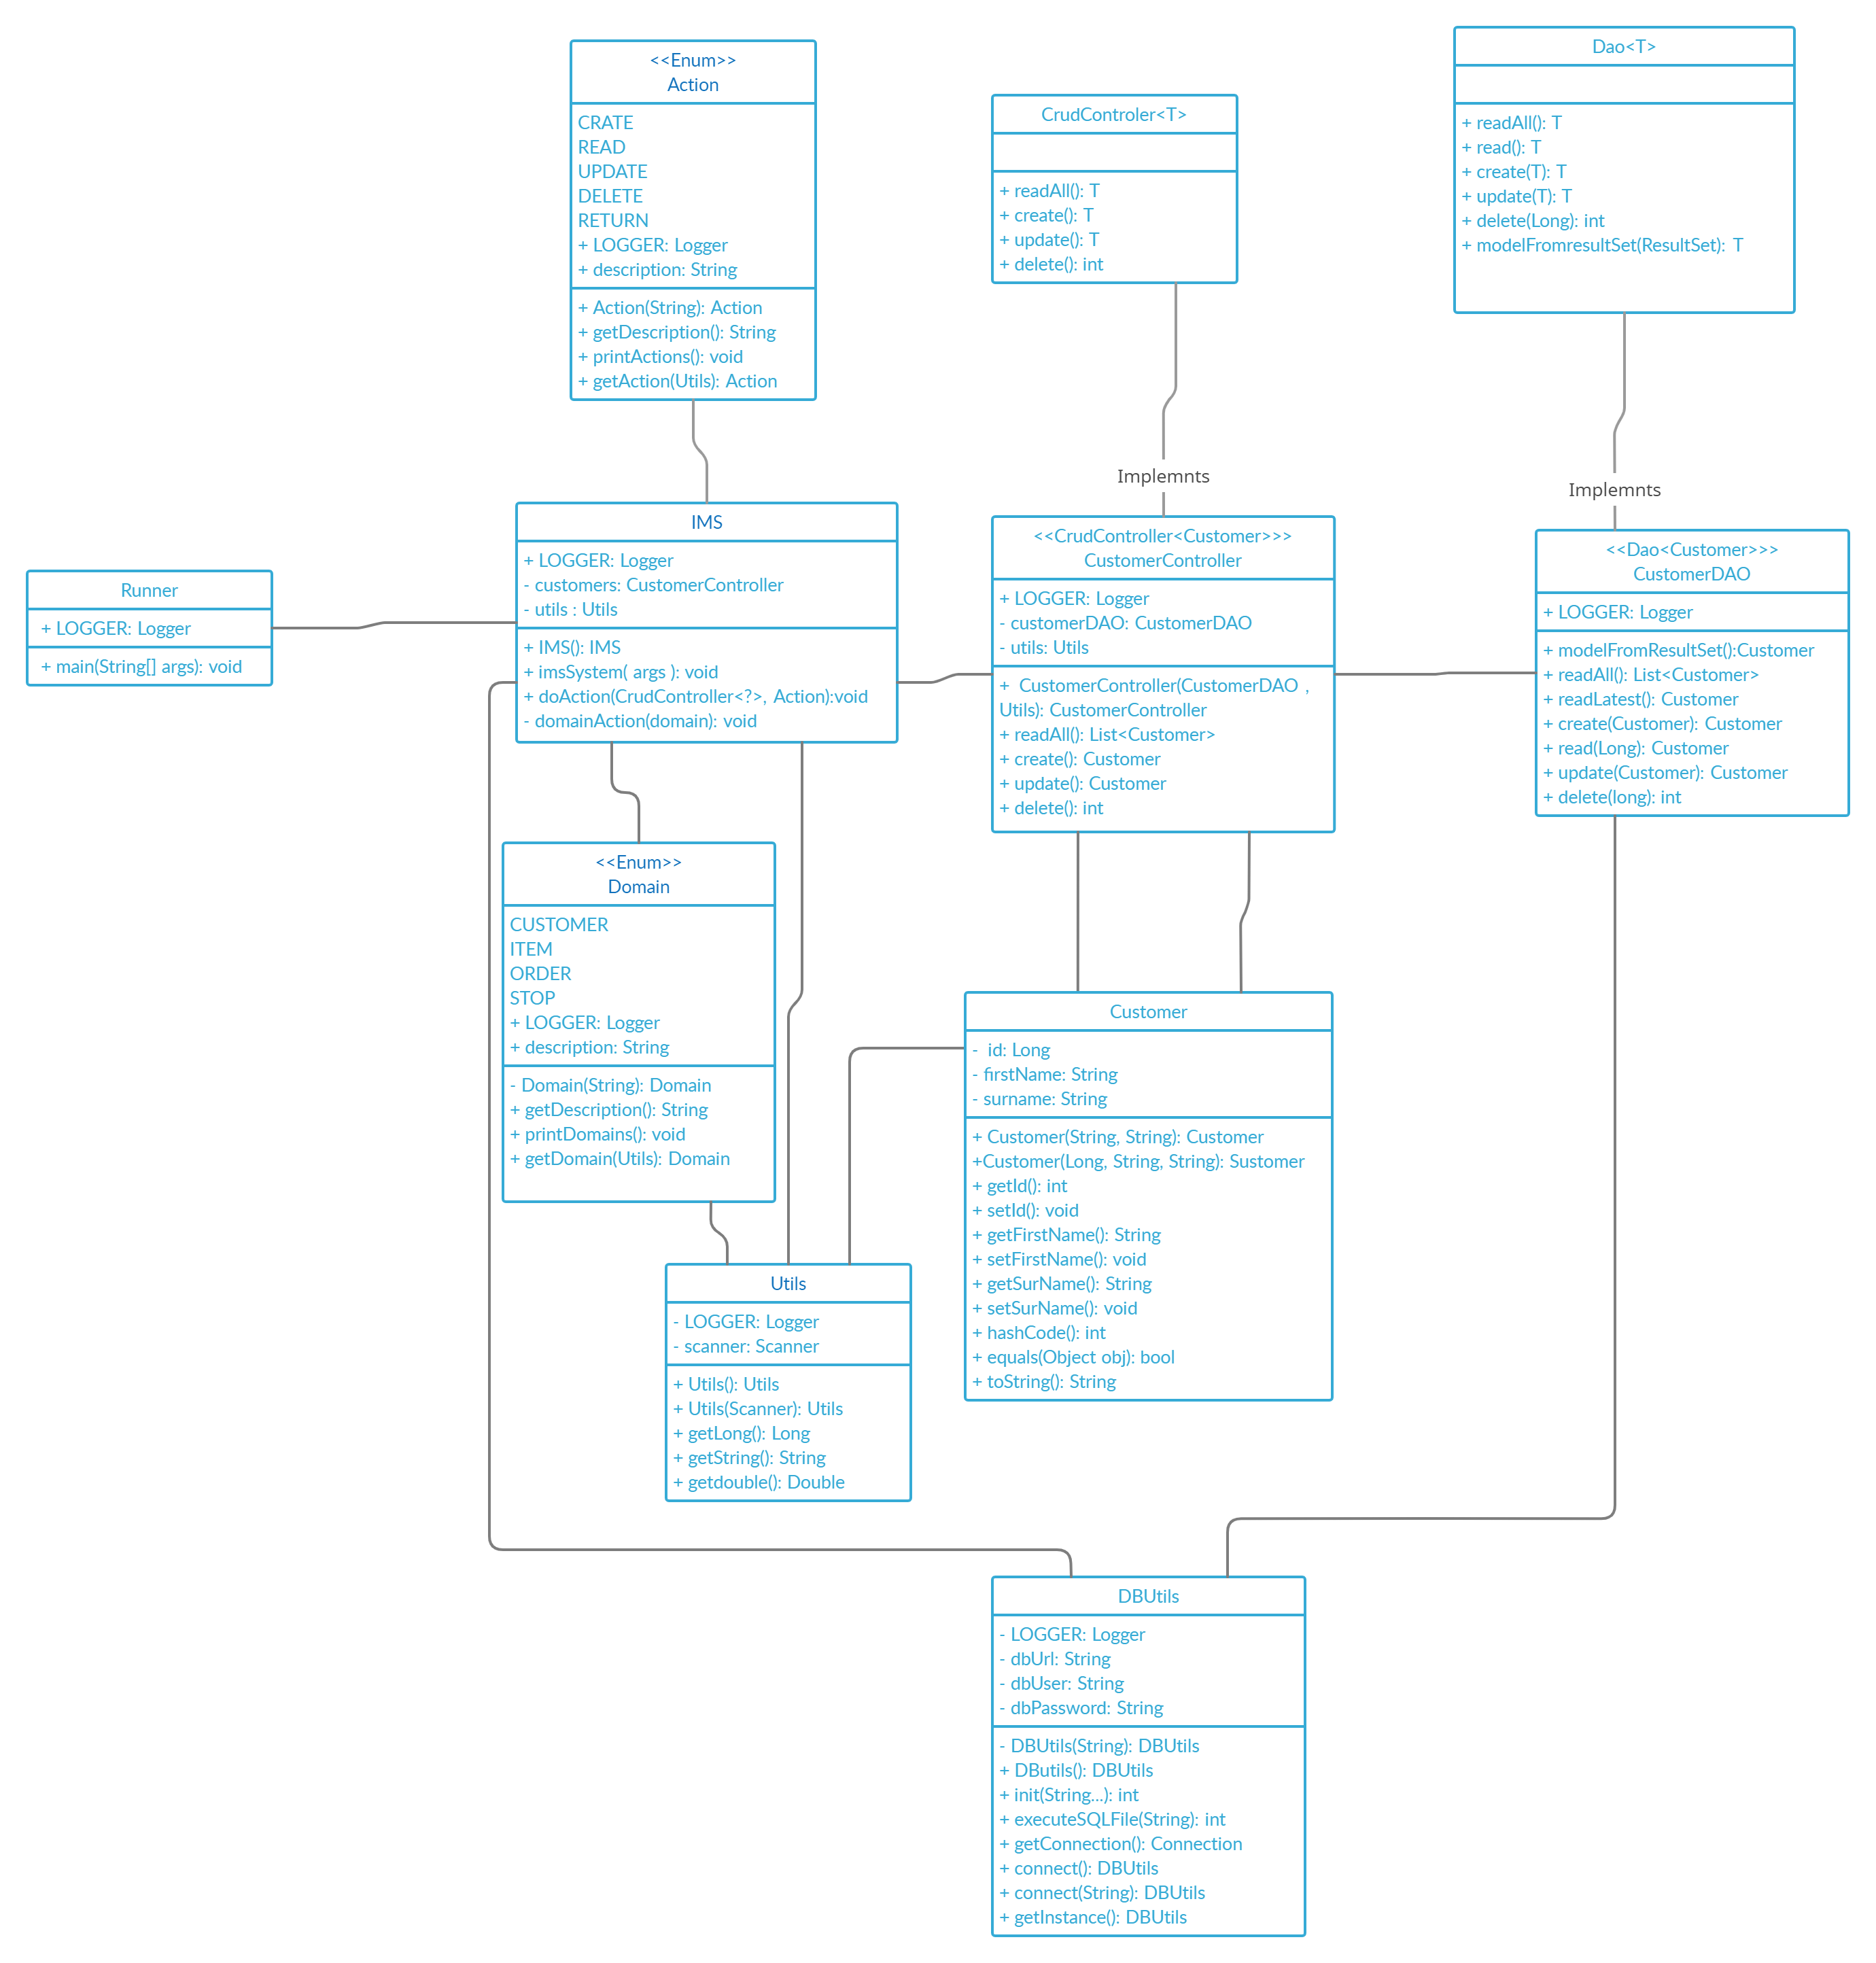 <<Enum>>
Action
CRATE
READ
UPDATE
DELETE
RETURN
+ LOGGER: Logger
+ description: String
+ Action(String): Action
+ getDescription(): String
+ printActions(): void
+ getAction(Utils): Action
CrudControler<T>
+ readAll(): T
+ create(): T
+ update(): T
+ delete(): int
Dao<T>
+ readAll(): T
+ read(): T
+ create(T): T
+ update(T): T
+ delete(Long): int
+ modelFromresultSet(ResultSet): T
Implemnts
Implemnts
Runner
+ LOGGER: Logger
+ main(String[] args): void
IMS
+ LOGGER: Logger
- customers: CustomerController
- utils : Utils
+ IMS(): IMS
+ imsSystem( args ): void
+ doAction(CrudController<?>, Action):void
- domainAction(domain): void
<<CrudController<Customer>>>
CustomerController
+ LOGGER: Logger
- customerDAO: CustomerDAO
- utils: Utils
+ CustomerController(CustomerDAO ,
Utils): CustomerController
+ readAll(): List<Customer>
+ create(): Customer
+ update(): Customer
+ delete(): int
<<Dao<Customer>>>
CustomerDAO
+ LOGGER: Logger
+ modelFromResultSet():Customer
+ readAll(): List<Customer>
+ readLatest(): Customer
+ create(Customer): Customer
+ read(Long): Customer
+ update(Customer): Customer
+ delete(long): int
<<Enum>>
Domain
CUSTOMER
ITEM
ORDER
STOP
+ LOGGER: Logger
+ description: String
- Domain(String): Domain
+ getDescription(): String
+ printDomains(): void
+ getDomain(Utils): Domain
Customer
- id: Long
- firstName: String
- surname: String
+ Customer(String, String): Customer
+Customer(Long, String, String): Sustomer
+ getId(): int
+ setId(): void
+ getFirstName(): String
+ setFirstName(): void
+ getSurName(): String
+ setSurName(): void
+ hashCode(): int
+ equals(Object obj): bool
+ toString(): String
Utils
- LOGGER: Logger
- scanner: Scanner
+ Utils(): Utils
+ Utils(Scanner): Utils
+ getLong(): Long
+ getString(): String
+ getdouble(): Double
DBUtils
- LOGGER: Logger
- dbUrl: String
- dbUser: String
- dbPassword: String
- DBUtils(String): DBUtils
+ DButils(): DBUtils
+ init(String...): int
+ executeSQLFile(String): int
+ getConnection(): Connection
+ connect(): DBUtils
+ connect(String): DBUtils
+ getInstance(): DBUtils